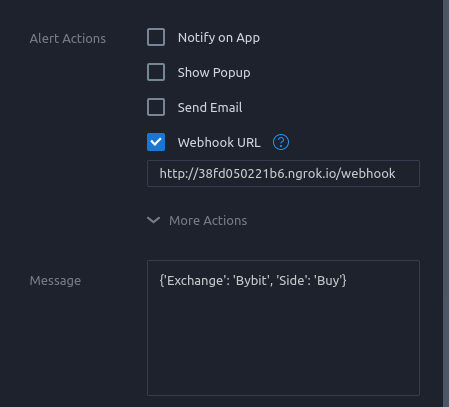 Alert Actions
Notify on App
Show Popup
Send Email
Webhook URL ?
http://38fd050221b6.ngrok.io/webhook
More Actions
Message
{'Exchange': 'Bybit', 'Side': 'Buy'}